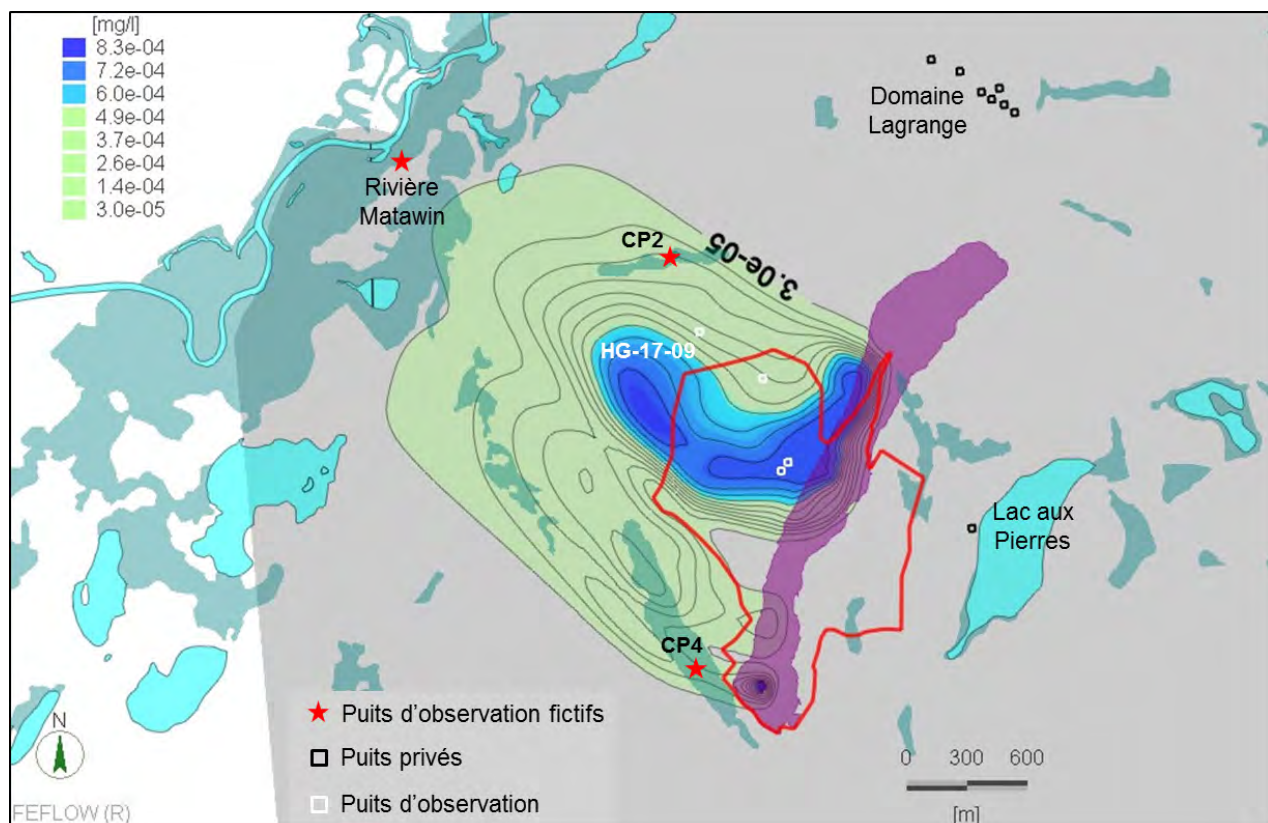 [mg/l]
8.3e-04
7.2e-04
6.0e-04
4.9e-04
3.7e-04
2.6e-04
1.4e-04
3.0e-05
Domaine
Lagrange
Rivière
Matawin
CP2
3.0e-05
HG-17-09
Lac aux
Pierres
CP4
Puits d'observation fictifs
Puits privés
Puits d'observation
N
0 300 600
[m]
FEFLOW (R)